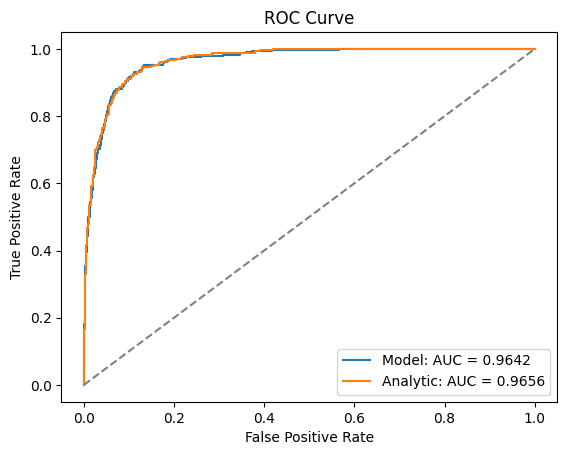 ROC Curve
True Positive Rate
1.0
0.8
0.6
0.4
0.2
0.0
0.0 0.2 0.4 0.6 0.8 1.0
False Positive Rate
Model: AUC = 0.9642
Analytic: AUC = 0.9656